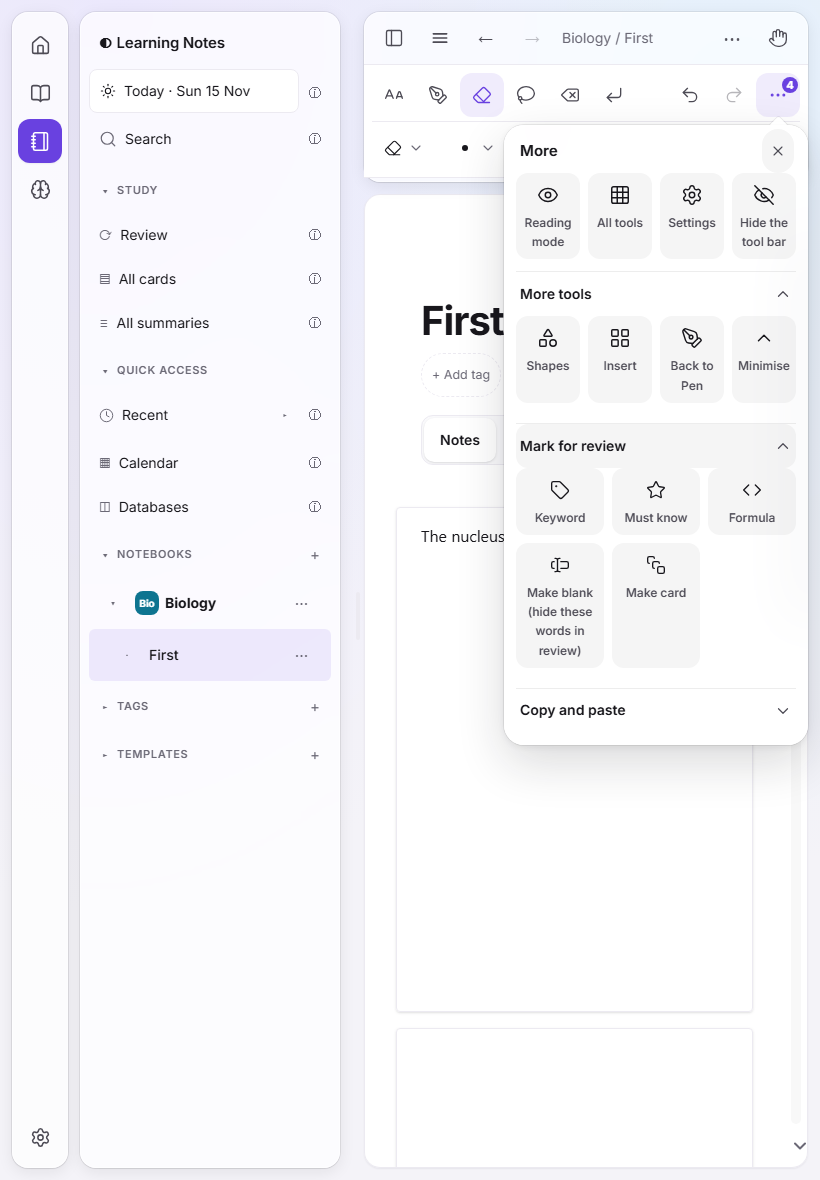 Learning Notes
Today · Sun 15 Nov
Search
STUDY
Review
All cards
All summaries
QUICK ACCESS
Recent
Calendar
Databases
NOTEBOOKS
Bio Biology
First
TAGS
TEMPLATES
Biology / First
AA
4
More
Reading
mode
All tools
Settings
Hide the
tool bar
More tools
Shapes
Insert
Back to
Pen
Minimise
Mark for review
Keyword
Must know
Formula
Make blank
(hide these
words in
review)
Make card
Copy and paste
First
+ Add tag
Notes
The nucleus